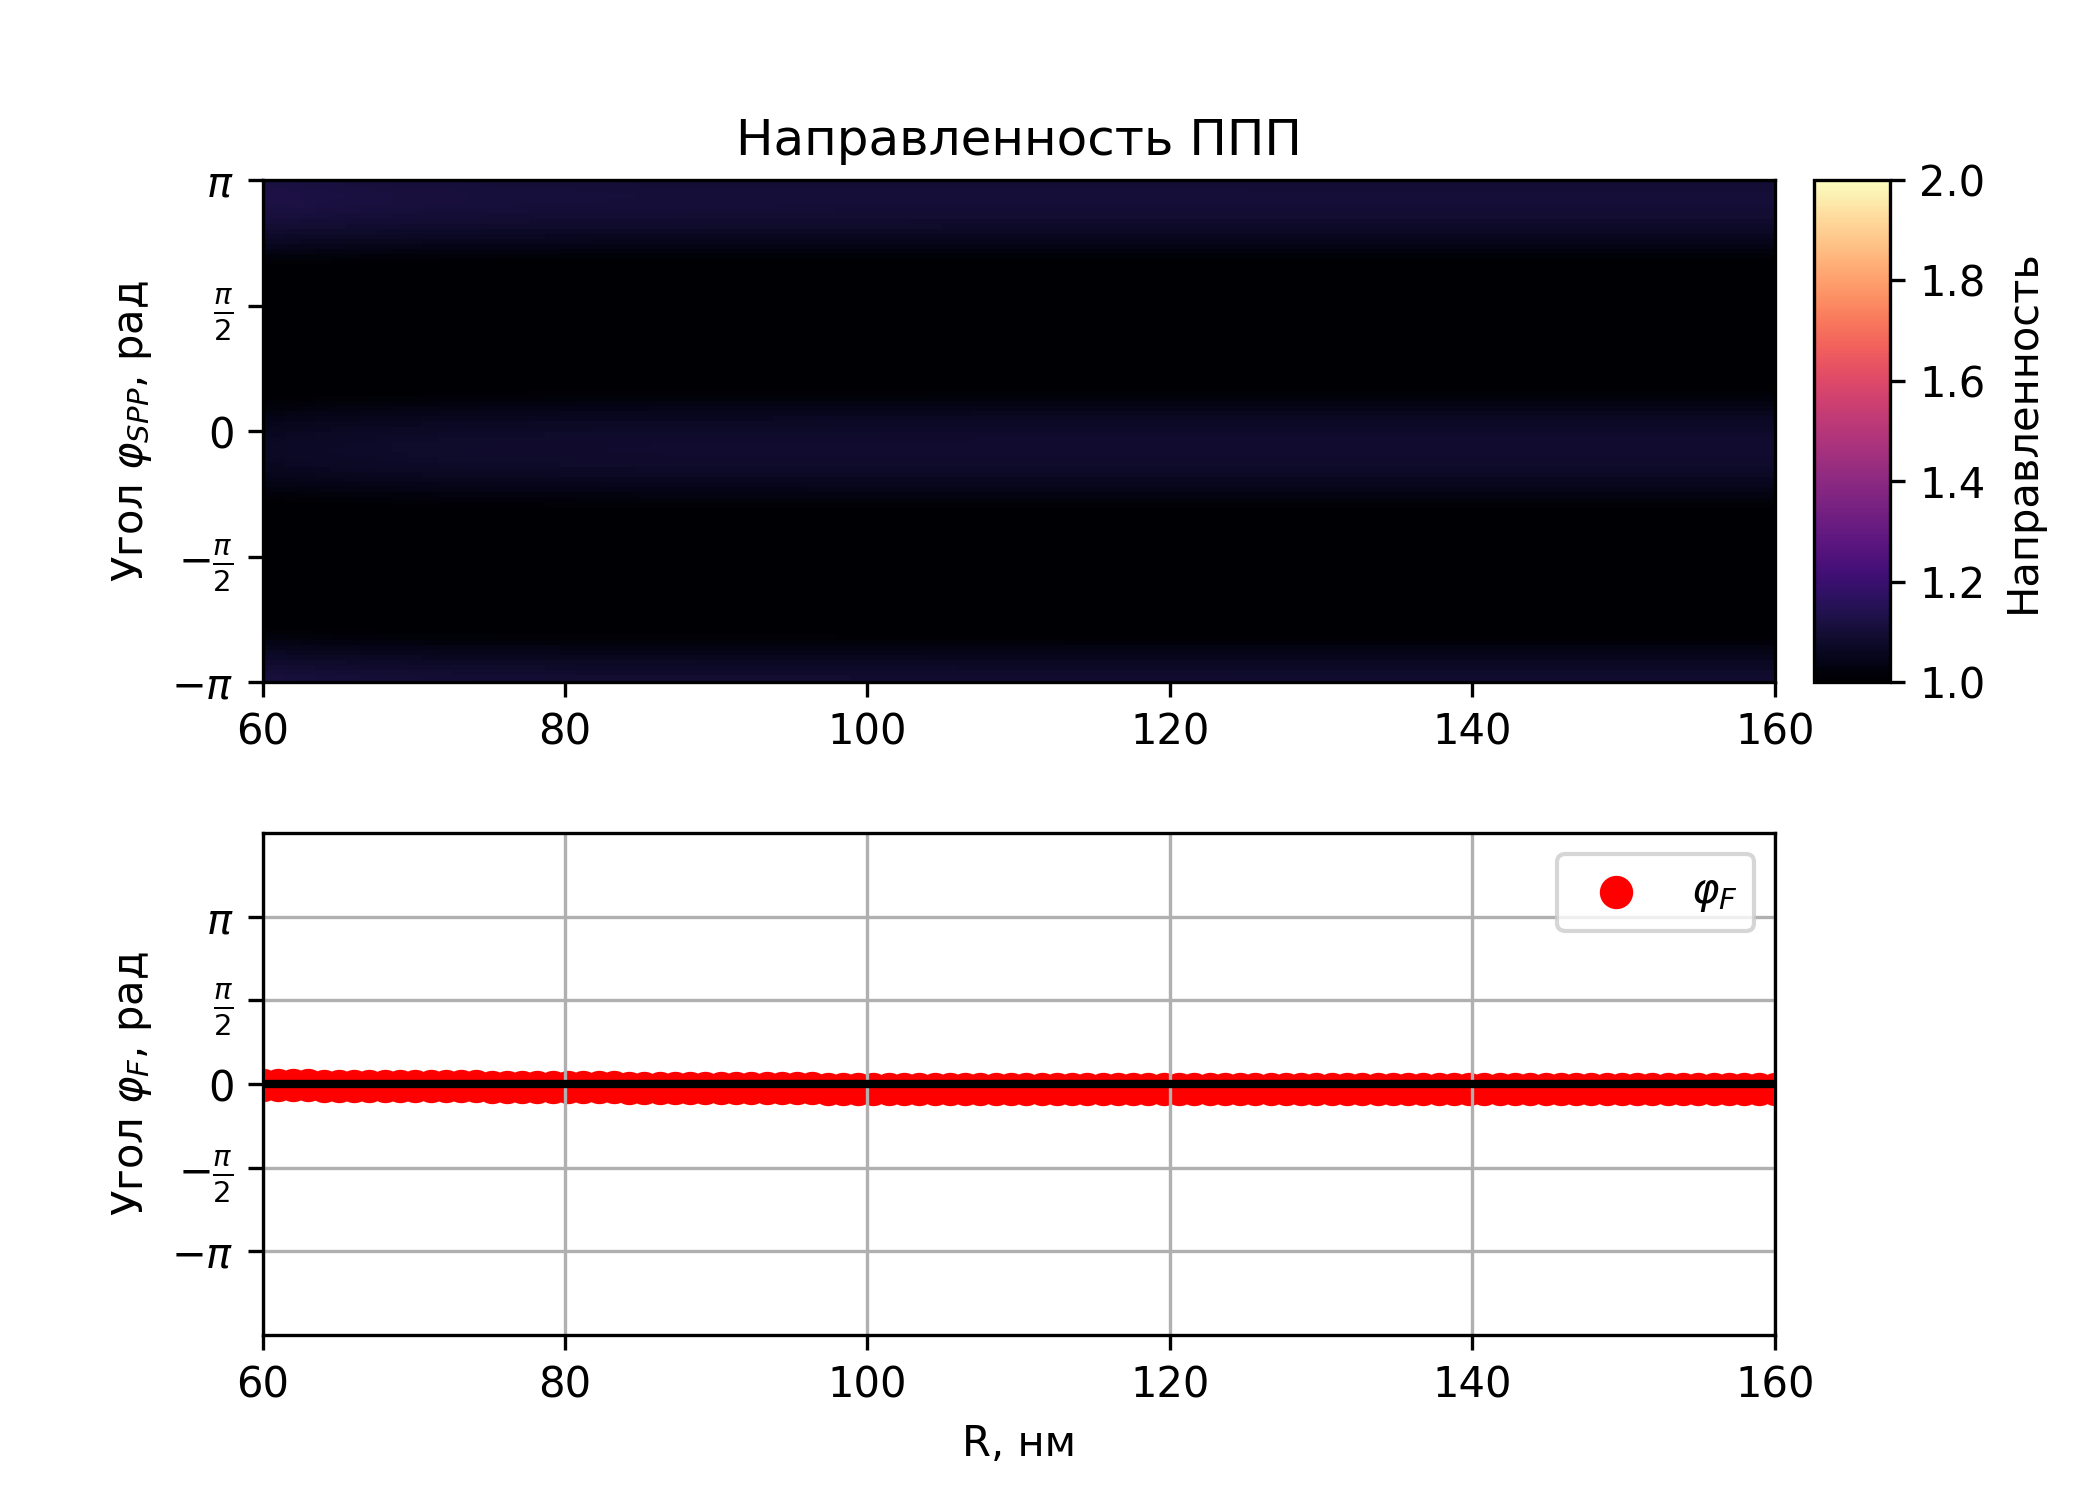 Направленность ППП
π
π/2
0
−π/2
−π
Угол φ_SPP, рад
60 80 100 120 140 160
2.0
1.8
1.6
1.4
1.2
1.0
Направленность
φ_F
π
π/2
0
−π/2
−π
Угол φ_F, рад
60 80 100 120 140 160
R, нм